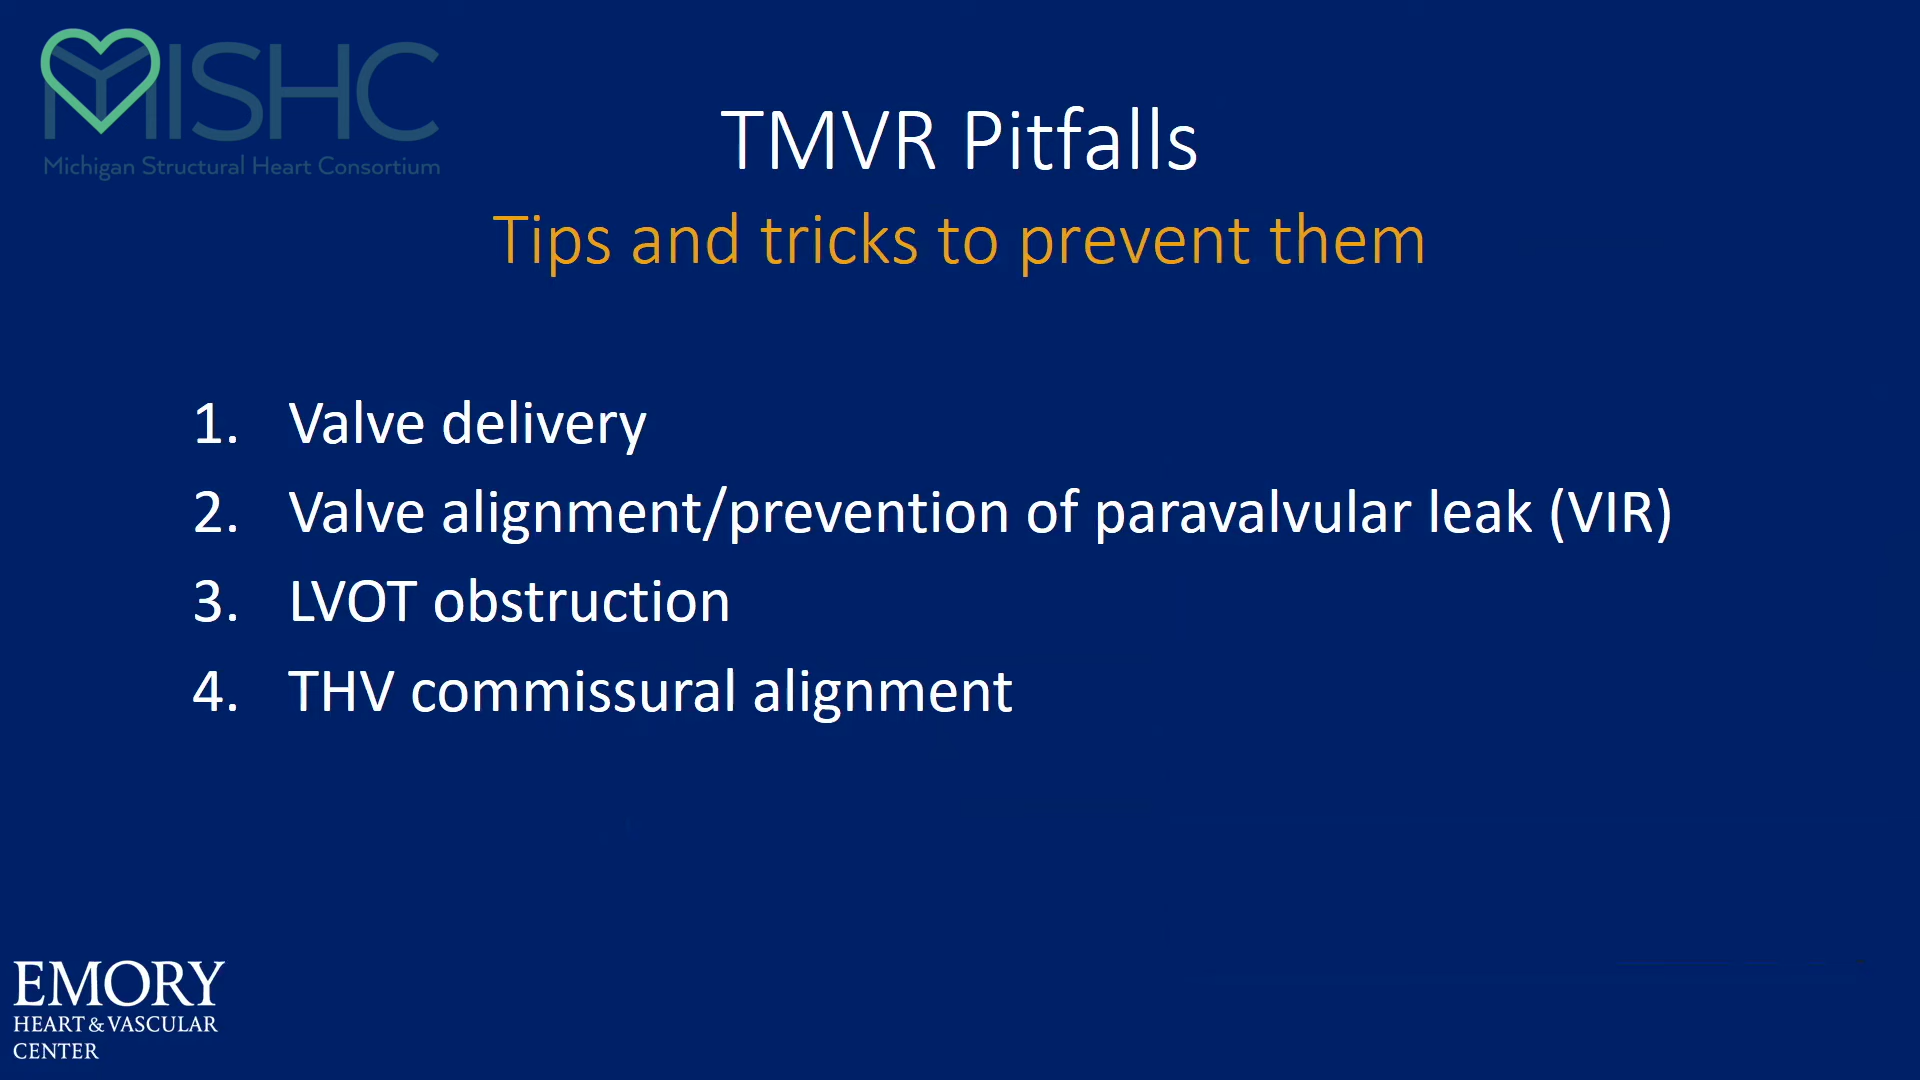 MISHC
Michigan Structural Heart Consortium
TMVR Pitfalls
Tips and tricks to prevent them
1. Valve delivery
2. Valve alignment/prevention of paravalvular leak (VIR)
3. LVOT obstruction
4. THV commissural alignment
EMORY
HEART & VASCULAR
CENTER